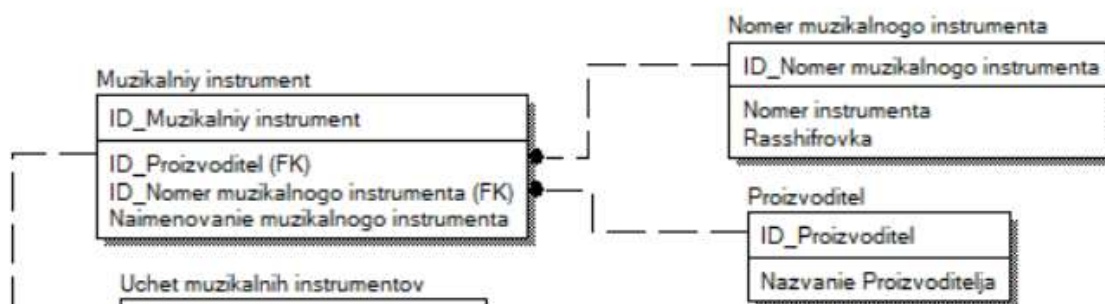 Nomer muzikalnogo instrumenta
ID_Nomer muzikalnogo instrumenta
Nomer instrumenta
Rasshifrovka
Muzikalniy instrument
ID_Muzikalniy instrument
ID_Proizvoditel (FK)
ID_Nomer muzikalnogo instrumenta (FK)
Naimenovanie muzikalnogo instrumenta
Proizvoditel
ID_Proizvoditel
Nazvanie Proizvoditelja
Uchet muzikalnih instrumentov